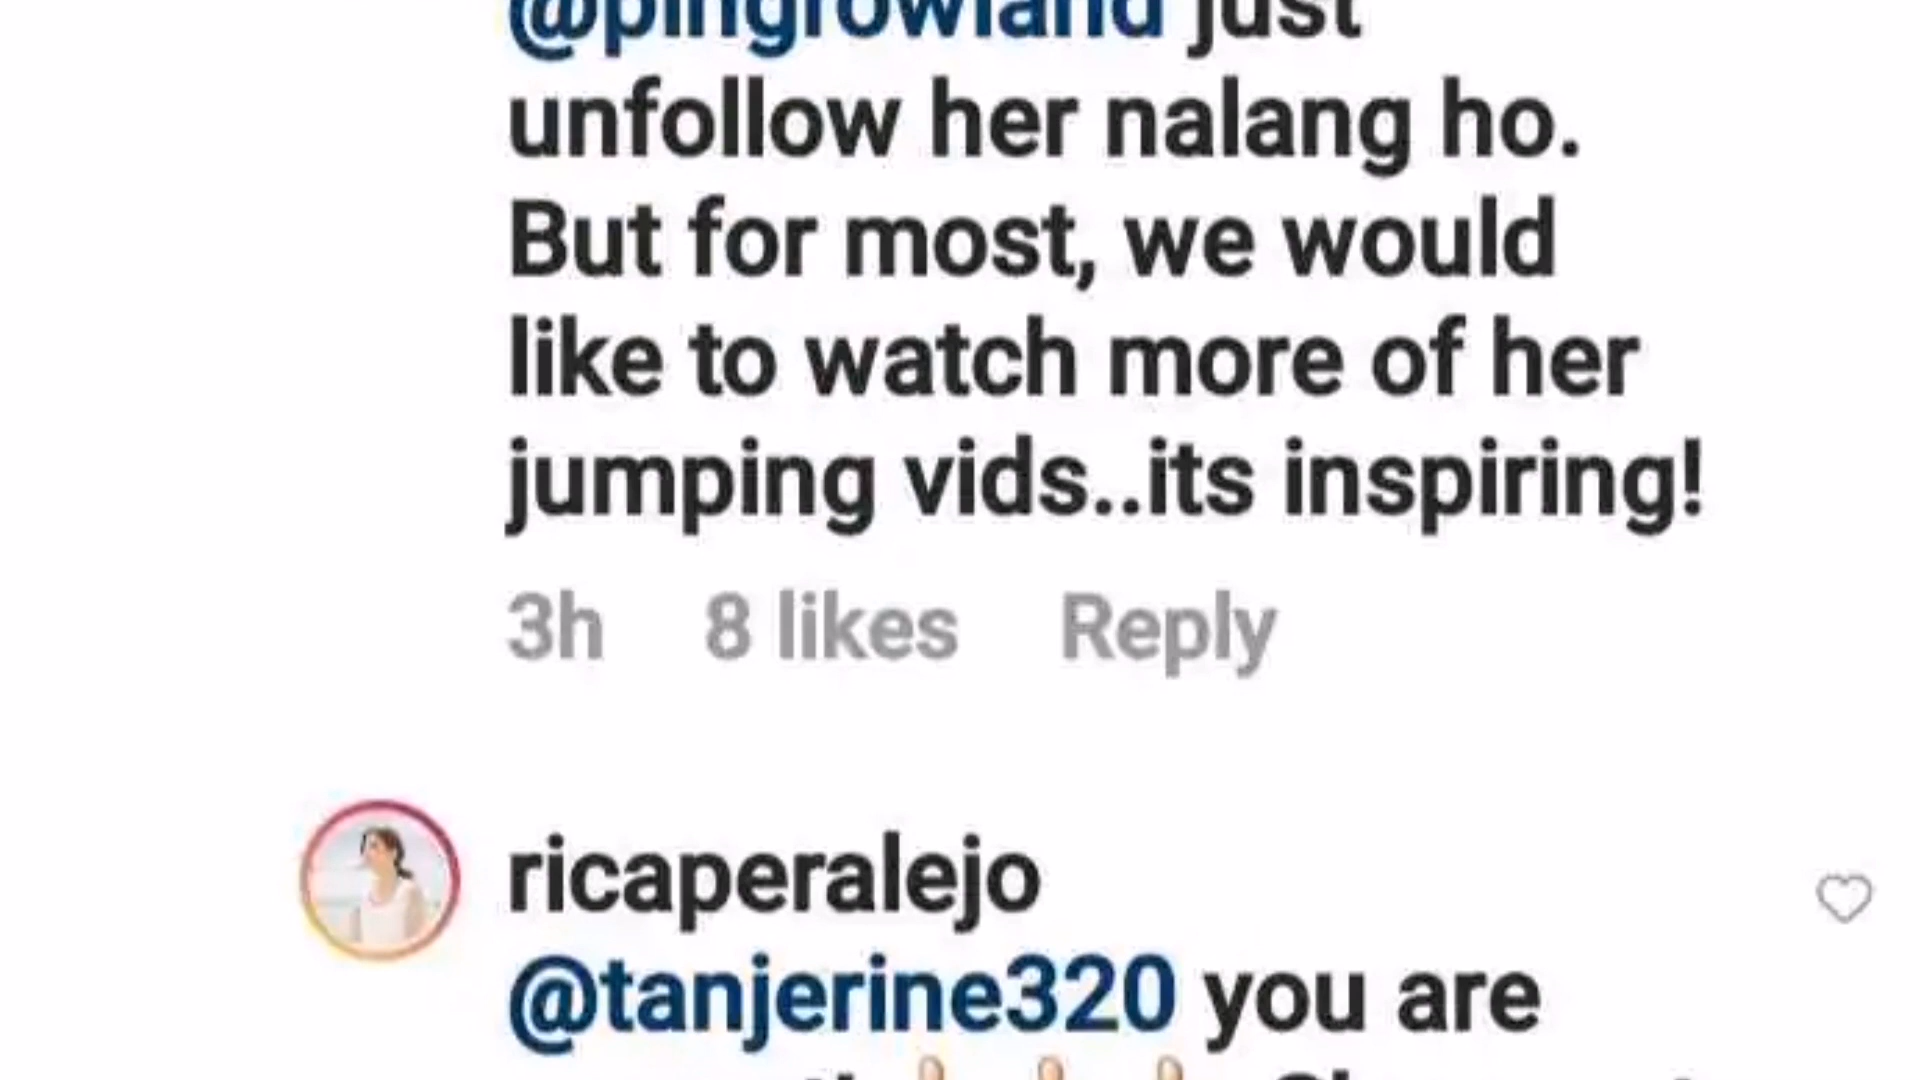 @pingrowland just
unfollow her nalang ho.
But for most, we would
like to watch more of her
jumping vids..its inspiring!
3h 8 likes Reply
ricaperalejo
@tanjerine320 you are